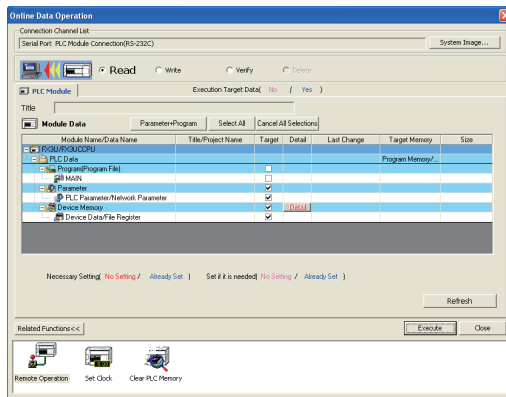 Online Data Operation
Connection Channel List
Serial Port PLC Module Connection(RS-232C)
System Image...
Read
Write
Verify
Delete
PLC Module
Execution Target Data( No / Yes )
Title
Module Data
Parameter+Program
Select All
Cancel All Selections
Module Name/Data Name Title/Project Name Target Detail Last Change Target Memory Size
FX3U/FX3UCCPU
PLC Data Program Memory/...
Program(Program File)
MAIN
Parameter
PLC Parameter/Network Parameter
Device Memory Detail
Device Data/File Register
Necessary Setting( No Setting / Already Set ) Set if it is needed( No Setting / Already Set )
Refresh
Related Functions<<
Execute
Close
Remote Operation Set Clock Clear PLC Memory